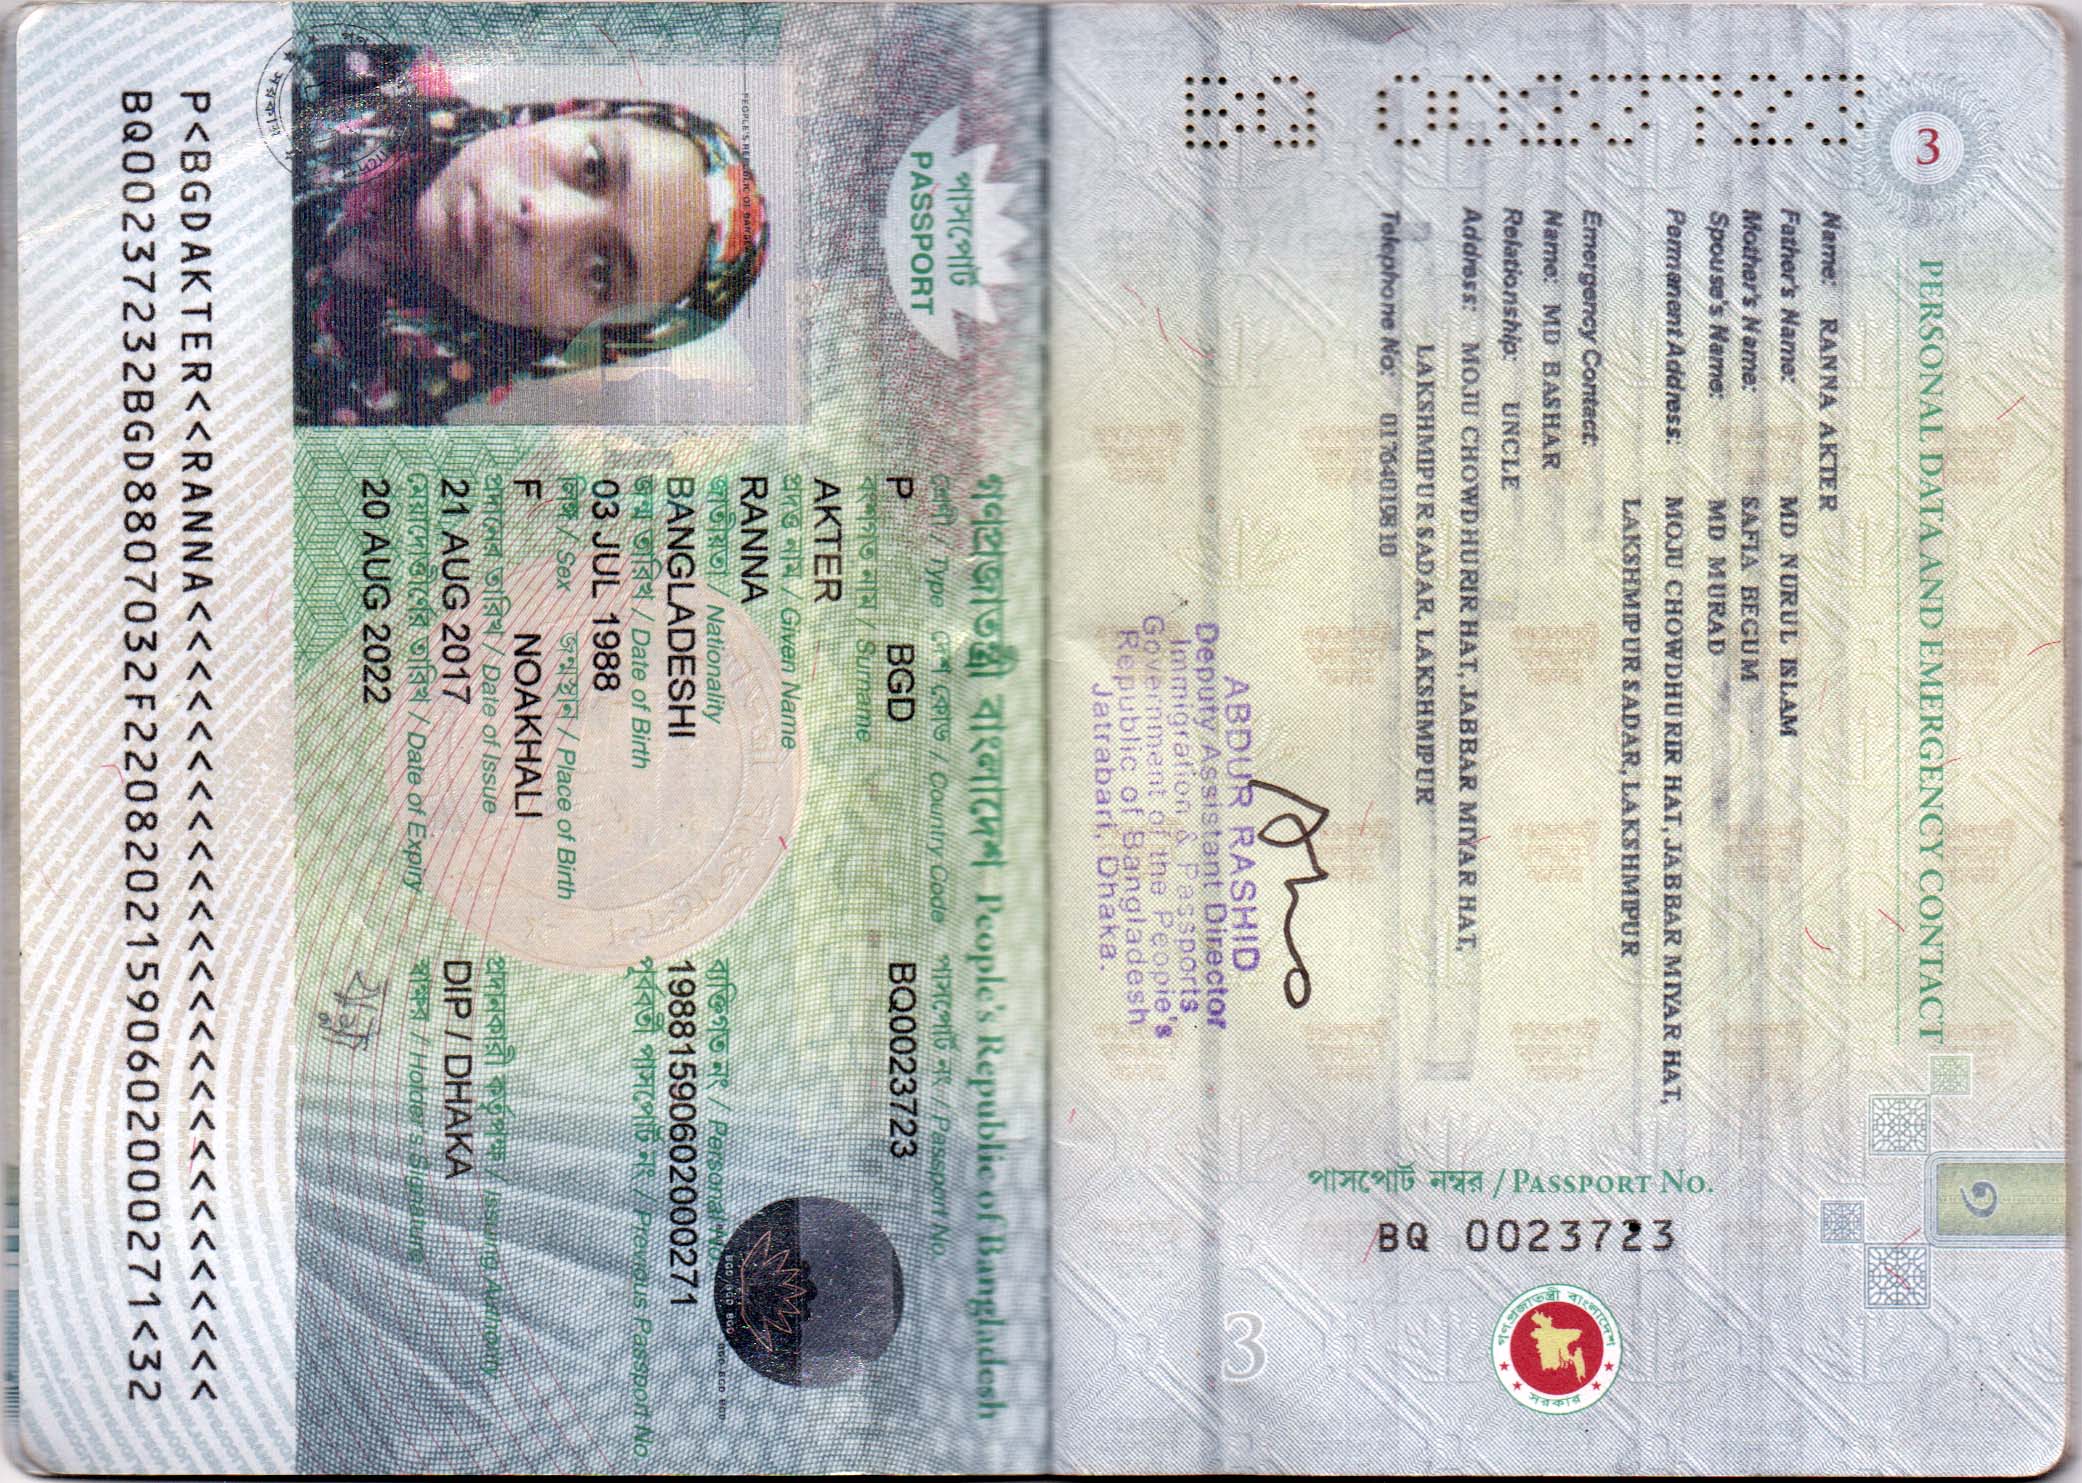 3
PERSONAL DATA AND EMERGENCY CONTACT
Name: RANNA AKTER
Father's Name: MD NURUL ISLAM
Mother's Name: SAFIA BEGUM
Spouse's Name: MD MURAD
Permanent Address: MOJU CHOWDHURIR HAT, JABBAR MIYAR HAT,
LAKSHMIPUR SADAR, LAKSHMIPUR
Emergency Contact:
Name: MD BASHAR
Relationship: UNCLE
Address: MOJU CHOWDHURIR HAT, JABBAR MIYAR HAT,
LAKSHMIPUR SADAR, LAKSHMIPUR
Telephone No: 01764019810
ABDUR RASHID
Deputy Assistant Director
Immigration & Passports
Government of the People's
Republic of Bangladesh
Jatrabari, Dhaka.
৩
পাসপোর্ট নম্বর / PASSPORT NO.
BQ 0023723
গণপ্রজাতন্ত্রী বাংলাদেশ
সরকার
3
BQ 0023723
গণপ্রজাতন্ত্রী বাংলাদেশ People's Republic of Bangladesh
পাসপোর্ট
PASSPORT
শ্রেণী / Type দেশ কোড / Country Code পাসপোর্ট নং / Passport No.
P BGD BQ0023723
বংশগত নাম / Surname
AKTER
প্রদত্ত নাম / Given Name
RANNA
জাতীয়তা / Nationality ব্যক্তিগত নং / Personal No.
BANGLADESHI 19881590602000271
জন্ম তারিখ / Date of Birth পূর্ববর্তী পাসপোর্ট নং / Previous Passport No.
03 JUL 1988
লিঙ্গ / Sex জন্মস্থান / Place of Birth
F NOAKHALI
প্রদানের তারিখ / Date of Issue প্রদানকারী কর্তৃপক্ষ / Issuing Authority
21 AUG 2017 DIP / DHAKA
মেয়াদোত্তীর্ণের তারিখ / Date of Expiry স্বাক্ষর / Holder's Signature
20 AUG 2022
P<BGDAKTER<<RANNA<<<<<<<<<<<<<<<<<<<<<<<<<<<
BQ00237232BGD8807032F220820215906020000271<32